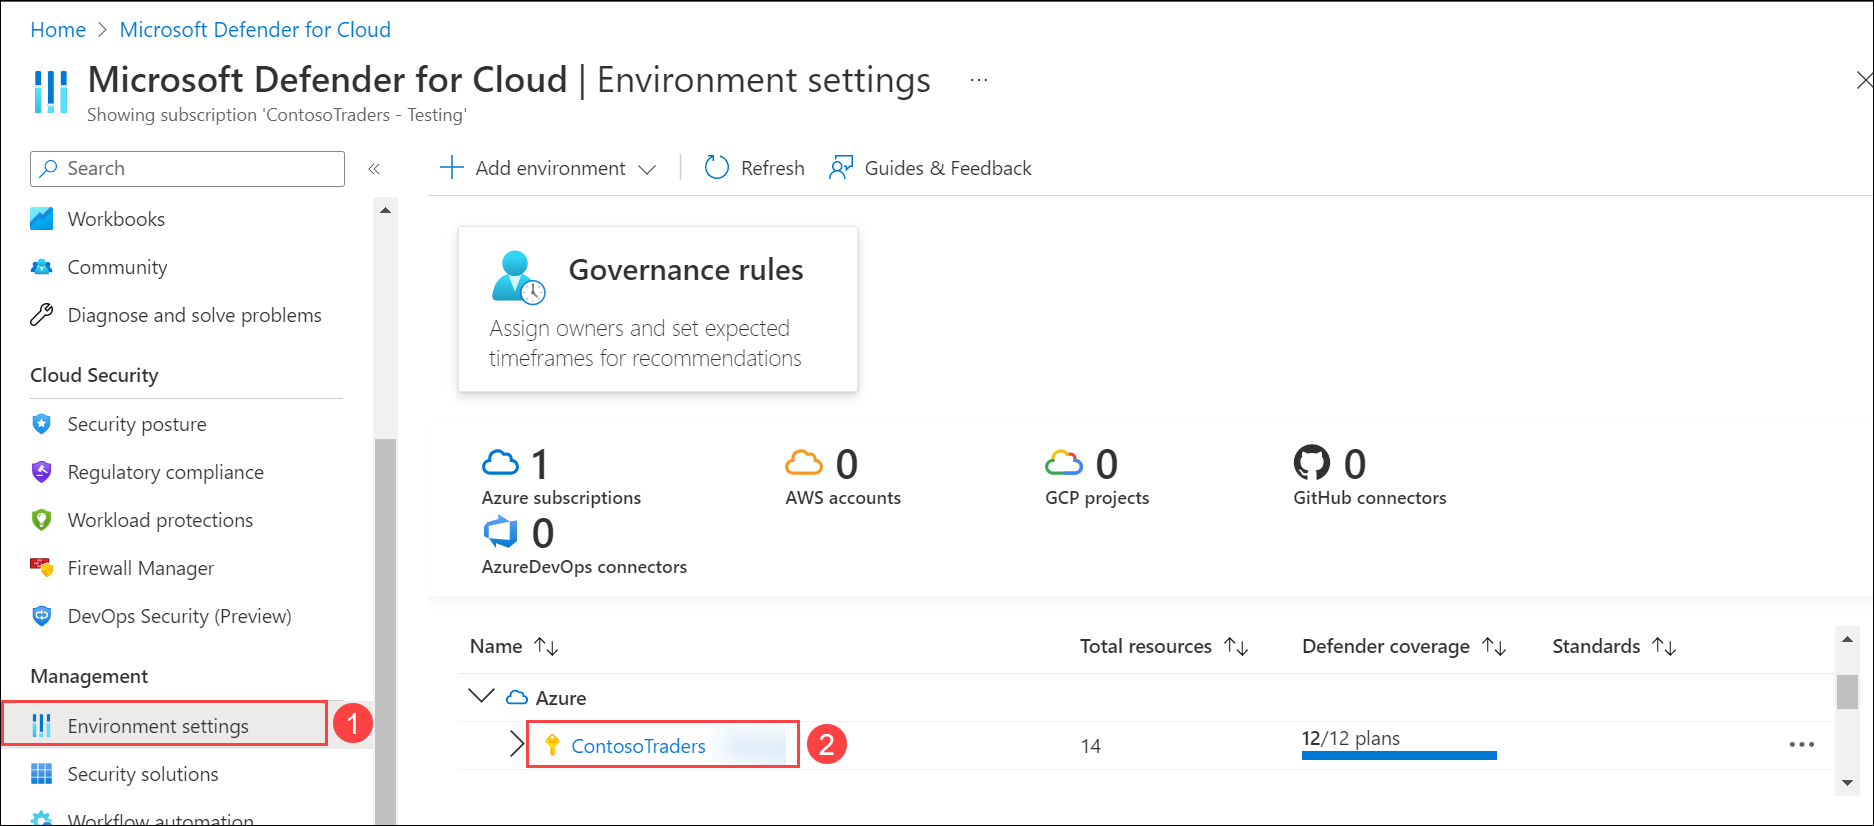 Home > Microsoft Defender for Cloud
Microsoft Defender for Cloud | Environment settings ...
Showing subscription 'ContosoTraders - Testing'
Search
«
Add environment
Refresh
Guides & Feedback
Workbooks
Community
Diagnose and solve problems
Cloud Security
Security posture
Regulatory compliance
Workload protections
Firewall Manager
DevOps Security (Preview)
Management
Environment settings
1
Security solutions
Workflow automation
Governance rules
Assign owners and set expected
timeframes for recommendations
1
Azure subscriptions
0
AWS accounts
0
GCP projects
0
GitHub connectors
0
AzureDevOps connectors
Name ↑↓ Total resources ↑↓ Defender coverage ↑↓ Standards ↑↓
Azure
ContosoTraders 2 14 12/12 plans ...